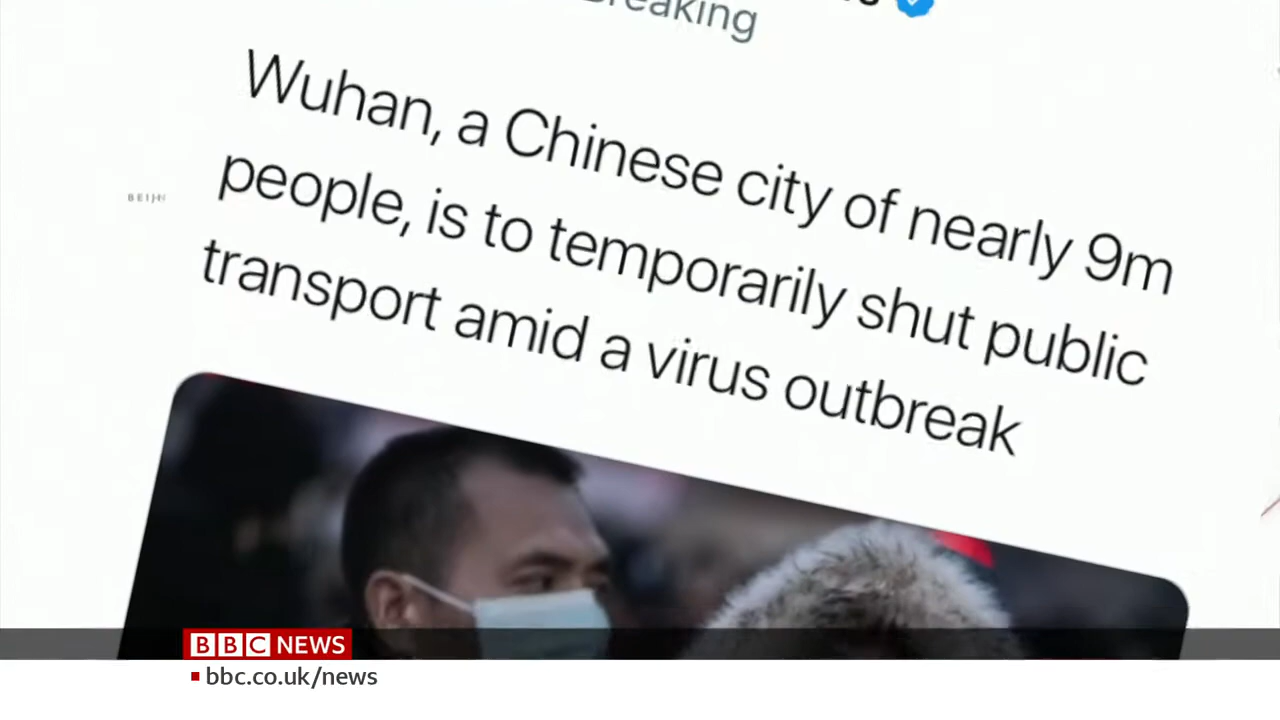 Wuhan, a Chinese city of nearly 9m
people, is to temporarily shut public
transport amid a virus outbreak
BBC NEWS
bbc.co.uk/news